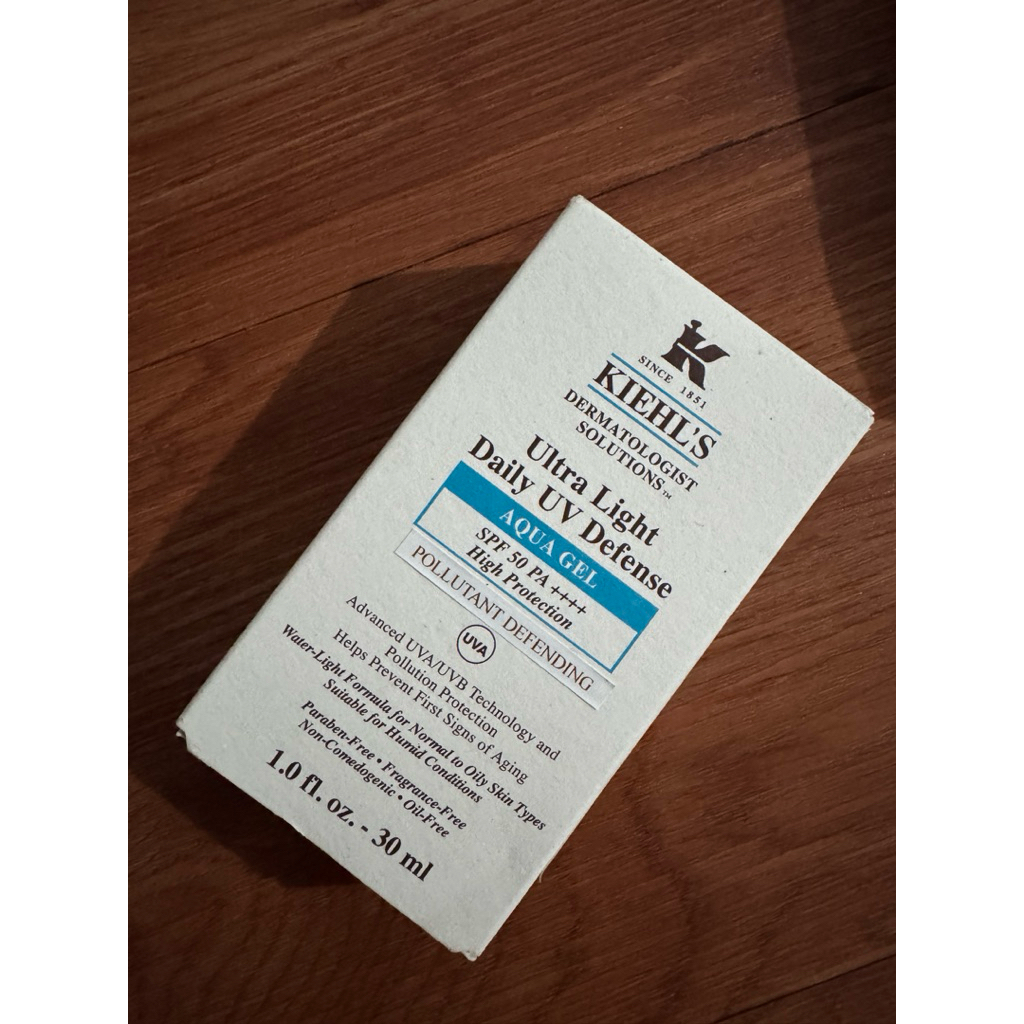 K
SINCE 1851
KIEHL'S
DERMATOLOGIST
SOLUTIONS™
Ultra Light
Daily UV Defense
AQUA GEL
SPF 50 PA ++++
High Protection
POLLUTANT DEFENDING
UVA
Advanced UVA/UVB Technology and
Pollution Protection
Helps Prevent First Signs of Aging
Water-Light Formula for Normal to Oily Skin Types
Suitable for Humid Conditions
Paraben-Free • Fragrance-Free
Non-Comedogenic • Oil-Free
1.0 fl. oz. - 30 ml